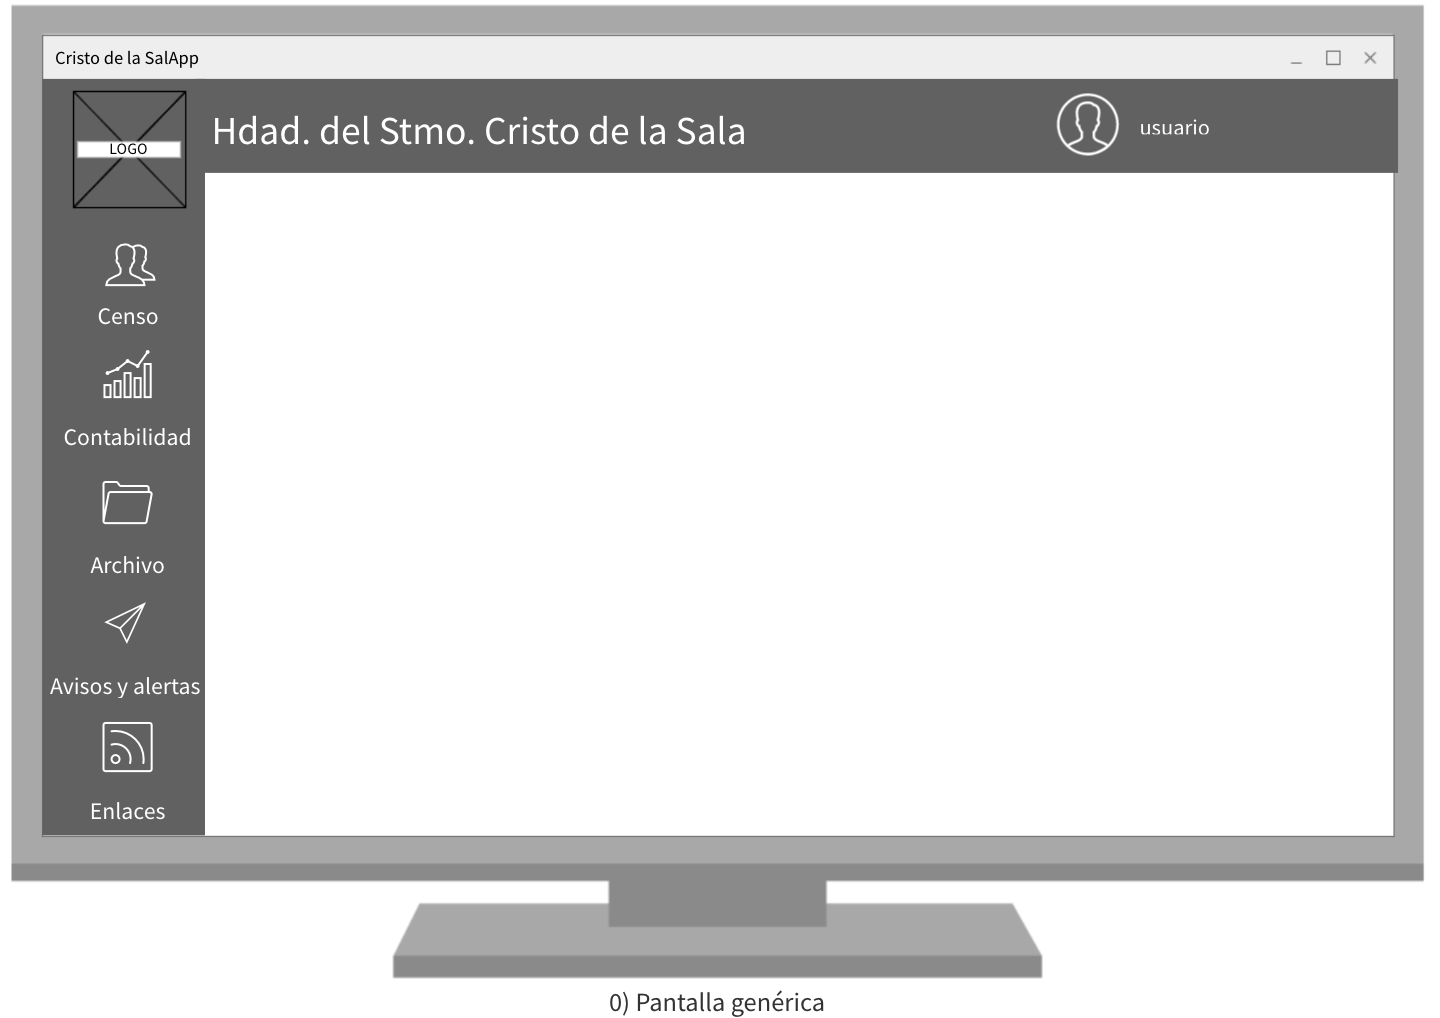 Cristo de la SalApp
LOGO
Hdad. del Stmo. Cristo de la Sala
usuario
Censo
Contabilidad
Archivo
Avisos y alertas
Enlaces
0) Pantalla genérica